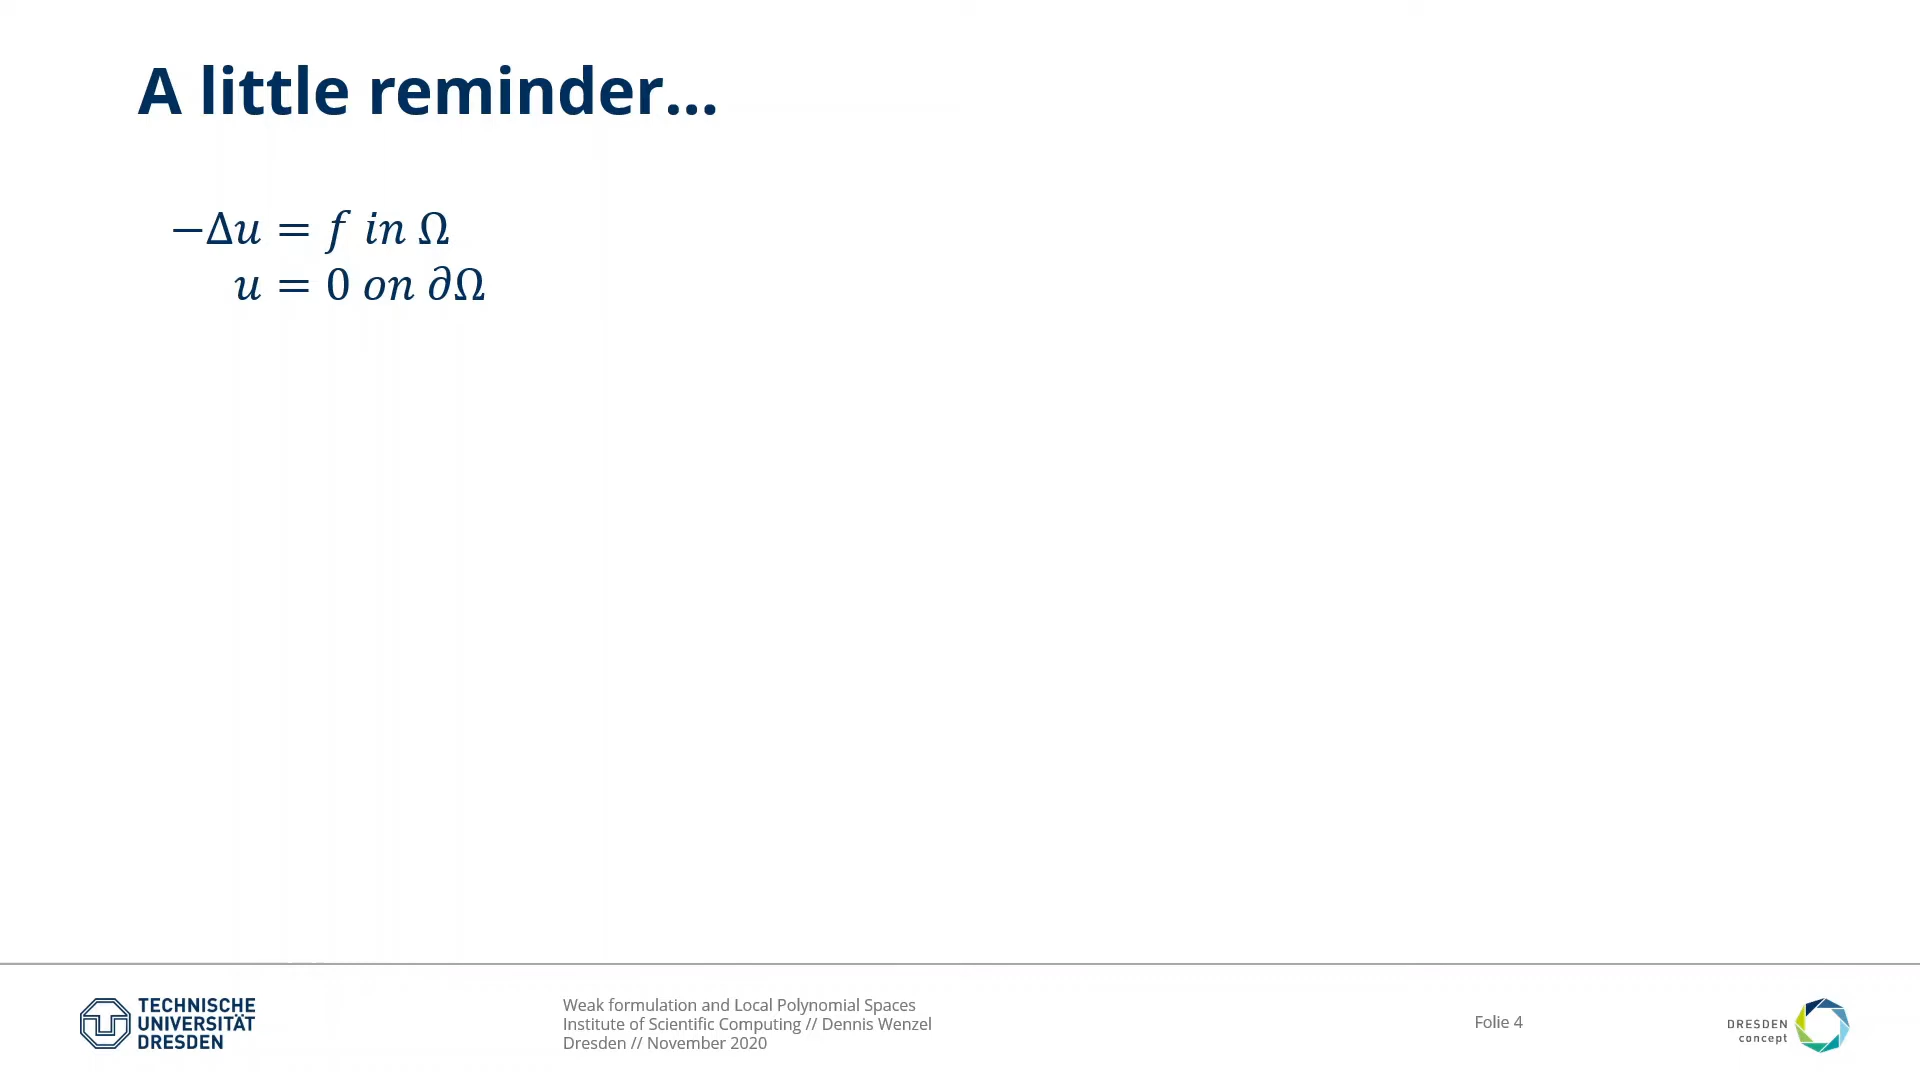 A little reminder...
−Δu = f in Ω
u = 0 on ∂Ω
TECHNISCHE
UNIVERSITÄT
DRESDEN
Weak formulation and Local Polynomial Spaces
Institute of Scientific Computing // Dennis Wenzel
Dresden // November 2020
Folie 4
DRESDEN
concept